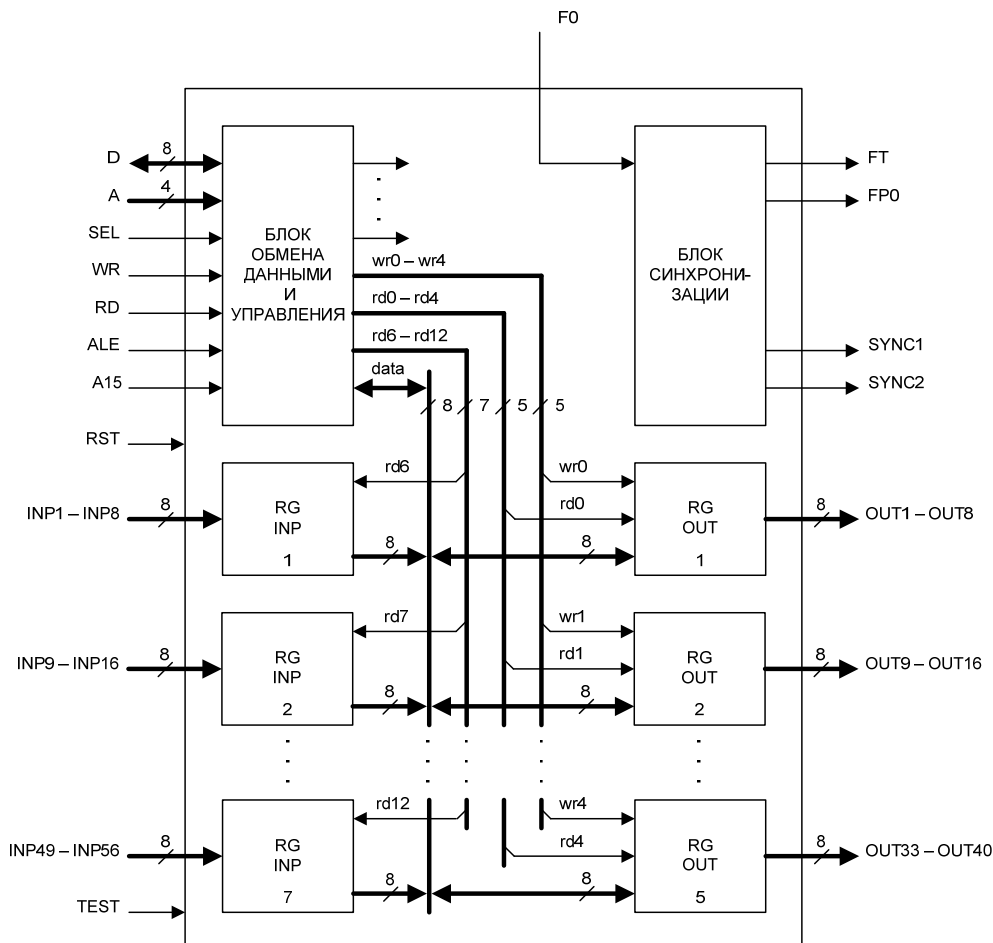 F0
D
8
A
4
SEL
WR
RD
ALE
A15
RST
БЛОК
ОБМЕНА
ДАННЫМИ
И
УПРАВЛЕНИЯ
wr0 – wr4
rd0 – rd4
rd6 – rd12
data
8
7
5
5
БЛОК
СИНХРОНИ-
ЗАЦИИ
FT
FP0
SYNC1
SYNC2
INP1 – INP8
8
RG
INP
1
rd6
8
wr0
rd0
8
RG
OUT
1
8
OUT1 – OUT8
INP9 – INP16
8
RG
INP
2
rd7
8
wr1
rd1
8
RG
OUT
2
8
OUT9 – OUT16
INP49 – INP56
8
RG
INP
7
rd12
8
wr4
rd4
8
RG
OUT
5
8
OUT33 – OUT40
TEST